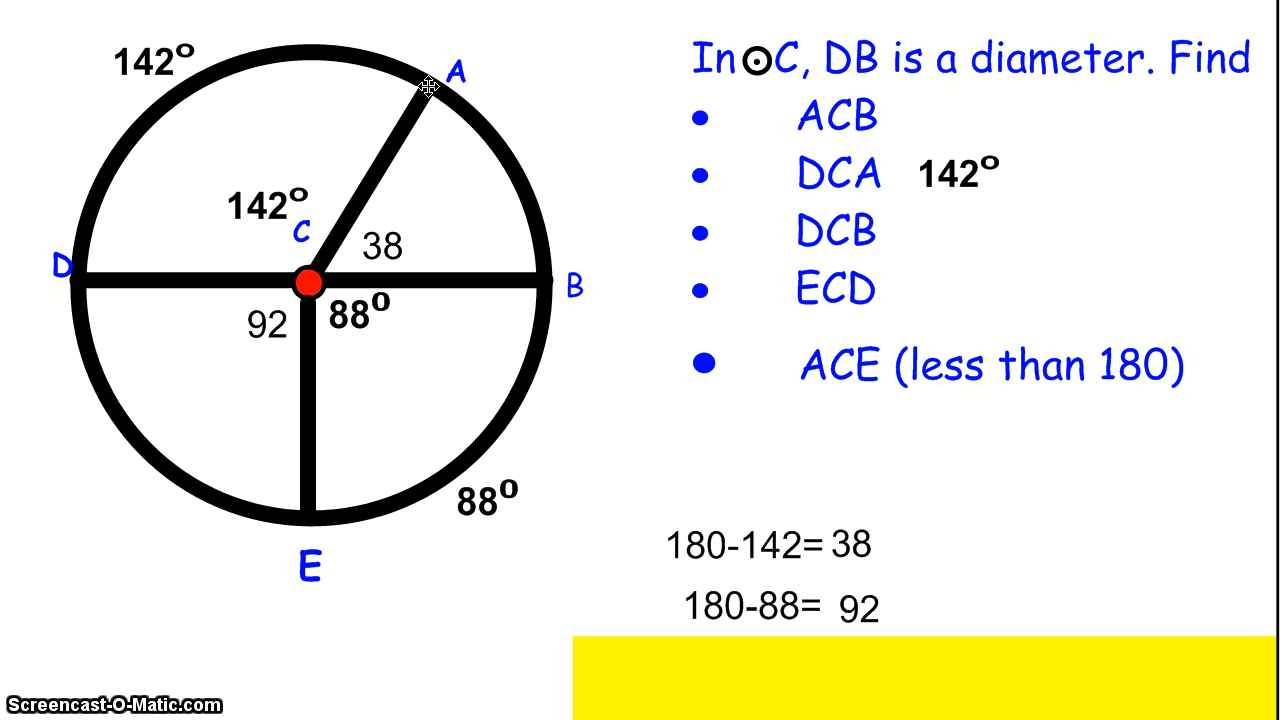 142°
A
In⊙C, DB is a diameter. Find
• ACB
• DCA 142°
142°
C
38
• DCB
D
B
• ECD
92
88°
• ACE (less than 180)
88°
E
180-142= 38
180-88= 92
Screencast-O-Matic.com